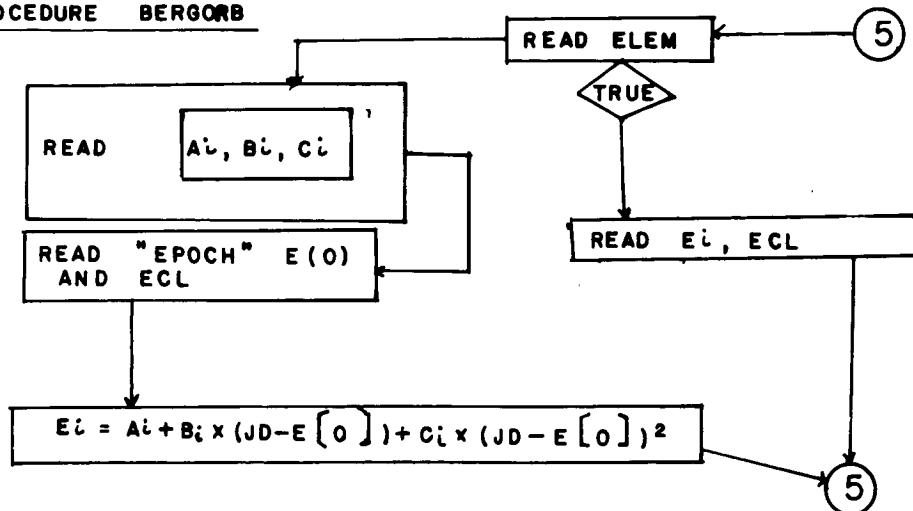 OCEDURE BERGORB
READ ELEM
5
TRUE
READ Ai, Bi, Ci
READ "EPOCH" E(0)
AND ECL
READ Ei, ECL
Ei = Ai + Bi × (JD-E[0]) + Ci × (JD-E[0])²
5